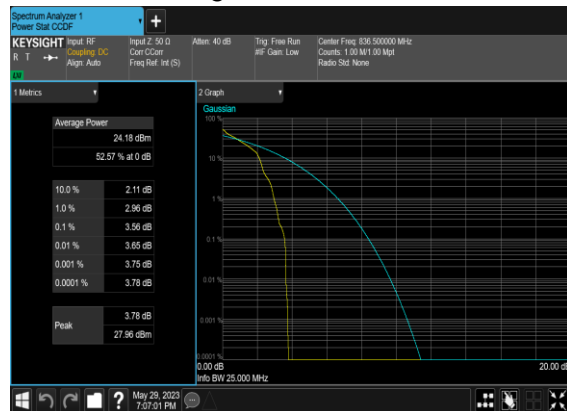 Spectrum Analyzer 1
Power Stat CCDF
+
KEYSIGHT
R T
LW
Input: RF
Coupling: DC
Align: Auto
Input Z: 50 Ω
Corr CCorr
Freq Ref: Int (S)
Atten: 40 dB
Trig: Free Run
#IF Gain: Low
Center Freq: 836.500000 MHz
Counts: 1.00 M/1.00 Mpt
Radio Std: None
1 Metrics
Average Power
24.18 dBm
52.57 % at 0 dB
10.0 % 2.11 dB
1.0 % 2.96 dB
0.1 % 3.56 dB
0.01 % 3.65 dB
0.001 % 3.75 dB
0.0001 % 3.78 dB
Peak
3.78 dB
27.96 dBm
2 Graph
Gaussian
100 %
10 %
1 %
0.1 %
0.01 %
0.001 %
0.0001 %
0.00 dB
20.00 dB
Info BW 25.000 MHz
?
May 29, 2023
7:07:01 PM